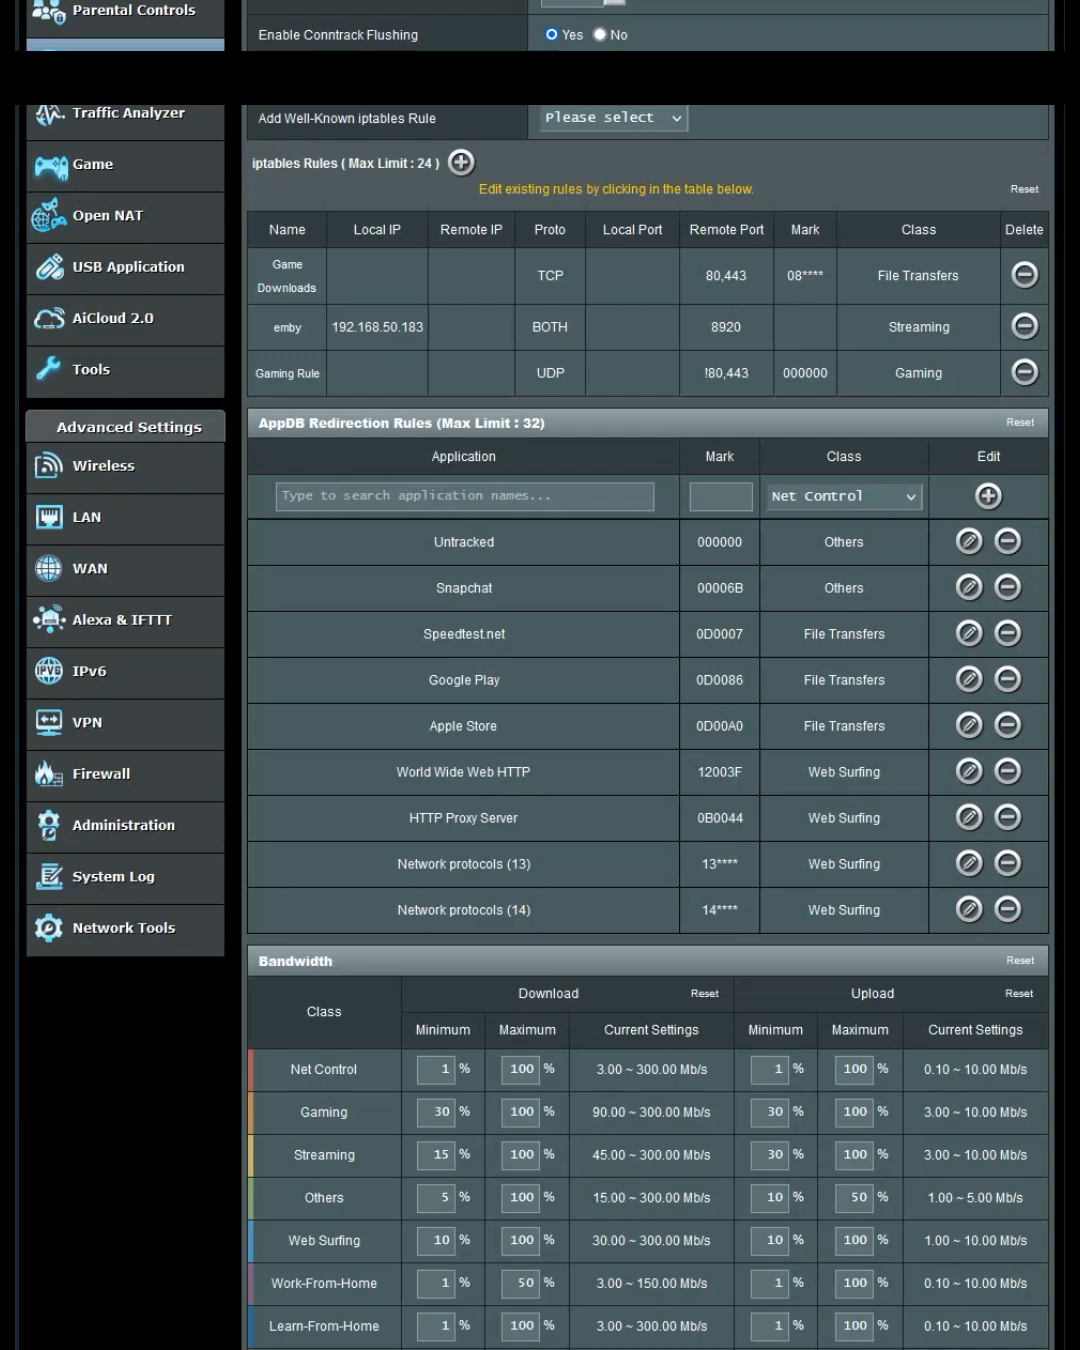 Parental Controls
Enable Conntrack Flushing Yes No
Traffic Analyzer
Game
Open NAT
USB Application
AiCloud 2.0
Tools
Advanced Settings
Wireless
LAN
WAN
Alexa & IFTTT
IPv6
VPN
Firewall
Administration
System Log
Network Tools
Add Well-Known iptables Rule Please select
iptables Rules ( Max Limit : 24 )
Edit existing rules by clicking in the table below. Reset
Name Local IP Remote IP Proto Local Port Remote Port Mark Class Delete
Game
Downloads TCP 80,443 08**** File Transfers
emby 192.168.50.183 BOTH 8920 Streaming
Gaming Rule UDP !80,443 000000 Gaming
AppDB Redirection Rules (Max Limit : 32) Reset
Application Mark Class Edit
Type to search application names... Net Control
Untracked 000000 Others
Snapchat 00006B Others
Speedtest.net 0D0007 File Transfers
Google Play 0D0086 File Transfers
Apple Store 0D00A0 File Transfers
World Wide Web HTTP 12003F Web Surfing
HTTP Proxy Server 0B0044 Web Surfing
Network protocols (13) 13**** Web Surfing
Network protocols (14) 14**** Web Surfing
Bandwidth Reset
Class Download Reset Upload Reset
Minimum Maximum Current Settings Minimum Maximum Current Settings
Net Control 1 % 100 % 3.00 ~ 300.00 Mb/s 1 % 100 % 0.10 ~ 10.00 Mb/s
Gaming 30 % 100 % 90.00 ~ 300.00 Mb/s 30 % 100 % 3.00 ~ 10.00 Mb/s
Streaming 15 % 100 % 45.00 ~ 300.00 Mb/s 30 % 100 % 3.00 ~ 10.00 Mb/s
Others 5 % 100 % 15.00 ~ 300.00 Mb/s 10 % 50 % 1.00 ~ 5.00 Mb/s
Web Surfing 10 % 100 % 30.00 ~ 300.00 Mb/s 10 % 100 % 1.00 ~ 10.00 Mb/s
Work-From-Home 1 % 50 % 3.00 ~ 150.00 Mb/s 1 % 100 % 0.10 ~ 10.00 Mb/s
Learn-From-Home 1 % 100 % 3.00 ~ 300.00 Mb/s 1 % 100 % 0.10 ~ 10.00 Mb/s